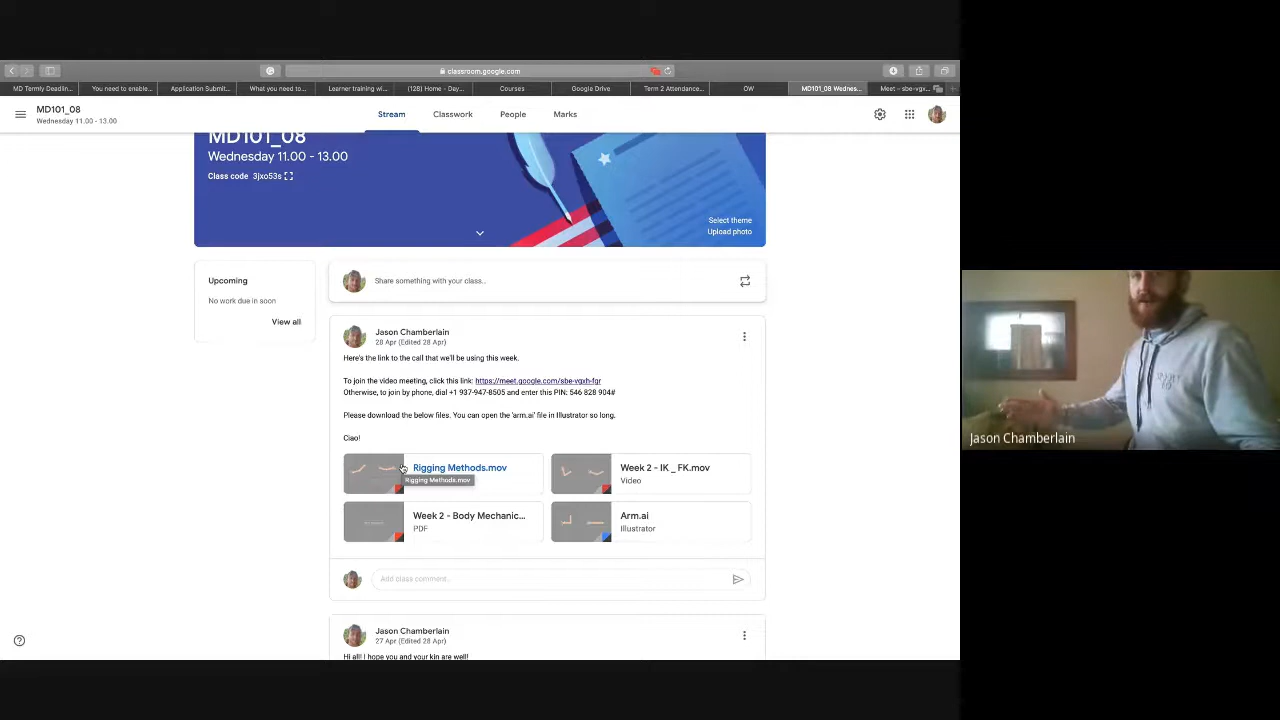 classroom.google.com
MD Termly Deadlin...
You need to enable...
Application Submit...
What you need to...
Learner training wi...
(128) Home - Day...
Courses
Google Drive
Term 2 Attendance...
OW
MD101_08 Wednes...
Meet – sbe-vgx...
MD101_08
Wednesday 11.00 - 13.00
Stream
Classwork
People
Marks
MD101_08
Wednesday 11.00 - 13.00
Class code 3jxo53s
Select theme
Upload photo
Upcoming
No work due in soon
View all
Share something with your class...
Jason Chamberlain
28 Apr (Edited 28 Apr)
Here's the link to the call that we'll be using this week.
To join the video meeting, click this link: https://meet.google.com/sbe-vgxh-fgr
Otherwise, to join by phone, dial +1 937-947-8505 and enter this PIN: 546 828 904#
Please download the below files. You can open the 'arm.ai' file in Illustrator so long.
Ciao!
Rigging Methods.mov
Rigging Methods.mov
Week 2 - IK _ FK.mov
Video
Week 2 - Body Mechanic...
PDF
Arm.ai
Illustrator
Add class comment...
Jason Chamberlain
27 Apr (Edited 28 Apr)
Hi all! I hope you and your kin are well!
Jason Chamberlain